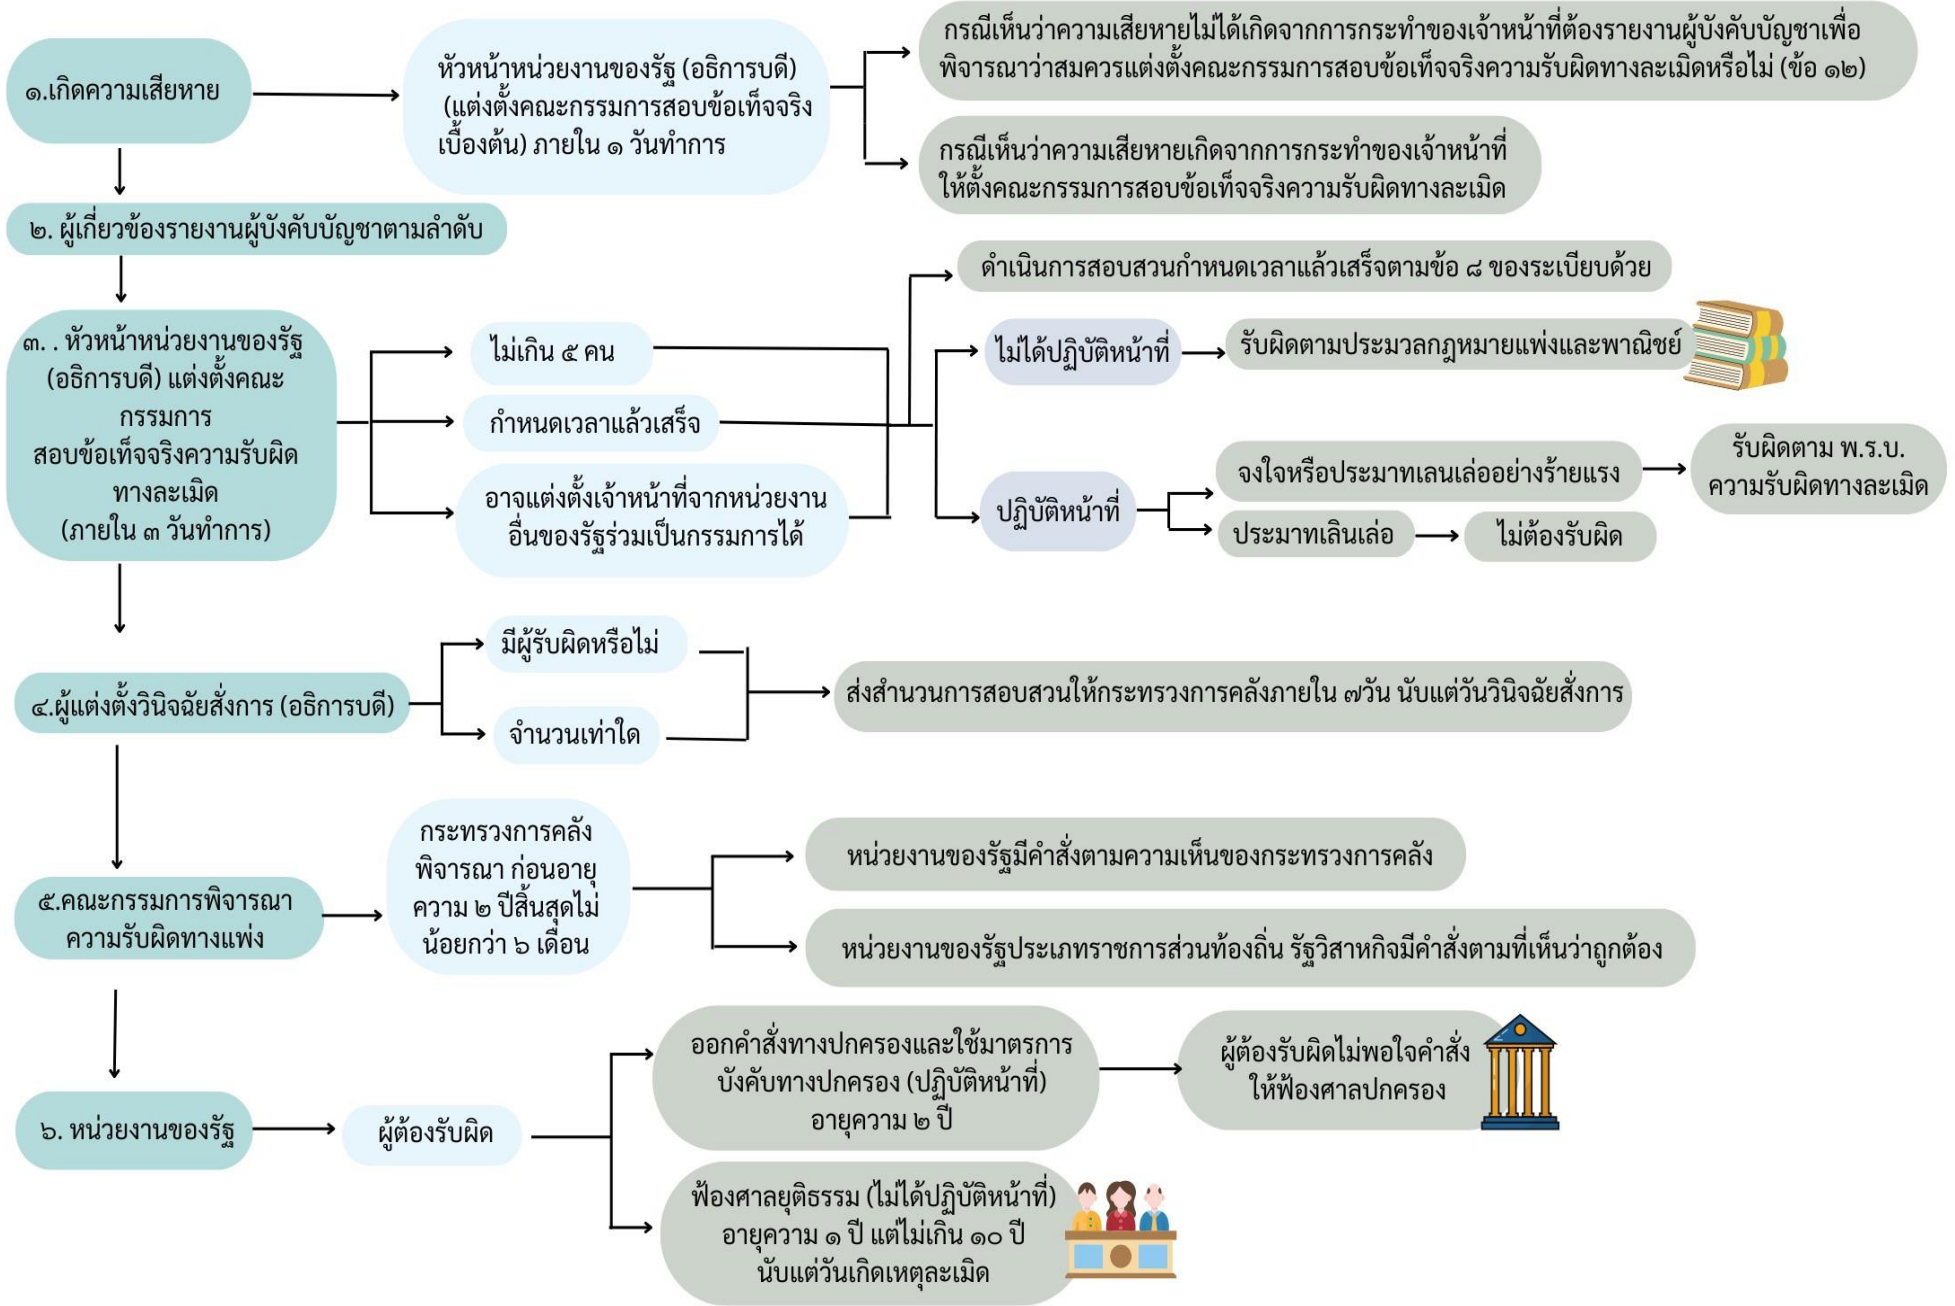 ๑.เกิดความเสียหาย
หัวหน้าหน่วยงานของรัฐ (อธิการบดี)
(แต่งตั้งคณะกรรมการสอบข้อเท็จจริง
เบื้องต้น) ภายใน ๑ วันทำการ
กรณีเห็นว่าความเสียหายไม่ได้เกิดจากการกระทำของเจ้าหน้าที่ต้องรายงานผู้บังคับบัญชาเพื่อ
พิจารณาว่าสมควรแต่งตั้งคณะกรรมการสอบข้อเท็จจริงความรับผิดทางละเมิดหรือไม่ (ข้อ ๑๒)
กรณีเห็นว่าความเสียหายเกิดจากการกระทำของเจ้าหน้าที่
ให้ตั้งคณะกรรมการสอบข้อเท็จจริงความรับผิดทางละเมิด
๒. ผู้เกี่ยวข้องรายงานผู้บังคับบัญชาตามลำดับ
๓. . หัวหน้าหน่วยงานของรัฐ
(อธิการบดี) แต่งตั้งคณะ
กรรมการ
สอบข้อเท็จจริงความรับผิด
ทางละเมิด
(ภายใน ๓ วันทำการ)
ไม่เกิน ๕ คน
กำหนดเวลาแล้วเสร็จ
อาจแต่งตั้งเจ้าหน้าที่จากหน่วยงาน
อื่นของรัฐร่วมเป็นกรรมการได้
ดำเนินการสอบสวนกำหนดเวลาแล้วเสร็จตามข้อ ๘ ของระเบียบด้วย
ไม่ได้ปฏิบัติหน้าที่
รับผิดตามประมวลกฎหมายแพ่งและพาณิชย์
ปฏิบัติหน้าที่
จงใจหรือประมาทเลนเล่ออย่างร้ายแรง
รับผิดตาม พ.ร.บ.
ความรับผิดทางละเมิด
ประมาทเลินเล่อ
ไม่ต้องรับผิด
๔.ผู้แต่งตั้งวินิจฉัยสั่งการ (อธิการบดี)
มีผู้รับผิดหรือไม่
จำนวนเท่าใด
ส่งสำนวนการสอบสวนให้กระทรวงการคลังภายใน ๗วัน นับแต่วันวินิจฉัยสั่งการ
๕.คณะกรรมการพิจารณา
ความรับผิดทางแพ่ง
กระทรวงการคลัง
พิจารณา ก่อนอายุ
ความ ๒ ปีสิ้นสุดไม่
น้อยกว่า ๖ เดือน
หน่วยงานของรัฐมีคำสั่งตามความเห็นของกระทรวงการคลัง
หน่วยงานของรัฐประเภทราชการส่วนท้องถิ่น รัฐวิสาหกิจมีคำสั่งตามที่เห็นว่าถูกต้อง
๖. หน่วยงานของรัฐ
ผู้ต้องรับผิด
ออกคำสั่งทางปกครองและใช้มาตรการ
บังคับทางปกครอง (ปฏิบัติหน้าที่)
อายุความ ๒ ปี
ผู้ต้องรับผิดไม่พอใจคำสั่ง
ให้ฟ้องศาลปกครอง
ฟ้องศาลยุติธรรม (ไม่ได้ปฏิบัติหน้าที่)
อายุความ ๑ ปี แต่ไม่เกิน ๑๐ ปี
นับแต่วันเกิดเหตุละเมิด